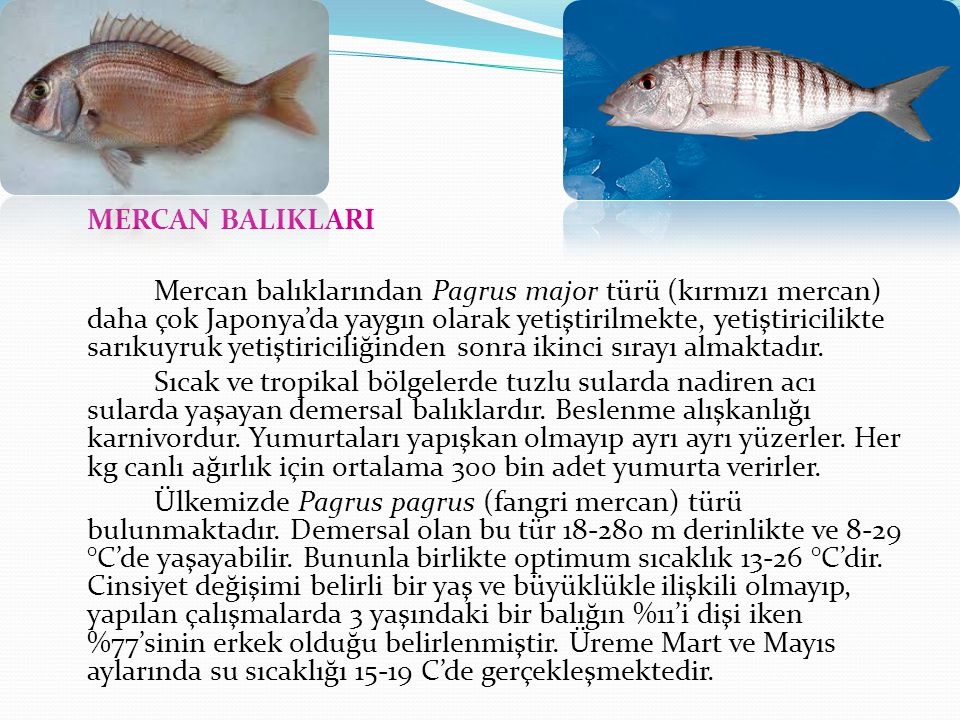 MERCAN BALIKLARI
Mercan balıklarından Pagrus major türü (kırmızı mercan)
daha çok Japonya’da yaygın olarak yetiştirilmekte, yetiştiricilikte
sarıkuyruk yetiştiriciliğinden sonra ikinci sırayı almaktadır.
Sıcak ve tropikal bölgelerde tuzlu sularda nadiren acı
sularda yaşayan demersal balıklardır. Beslenme alışkanlığı
karnivordur. Yumurtaları yapışkan olmayıp ayrı ayrı yüzerler. Her
kg canlı ağırlık için ortalama 300 bin adet yumurta verirler.
Ülkemizde Pagrus pagrus (fangri mercan) türü
bulunmaktadır. Demersal olan bu tür 18-280 m derinlikte ve 8-29
°C’de yaşayabilir. Bununla birlikte optimum sıcaklık 13-26 °C’dir.
Cinsiyet değişimi belirli bir yaş ve büyüklükle ilişkili olmayıp,
yapılan çalışmalarda 3 yaşındaki bir balığın %11’i dişi iken
%77’sinin erkek olduğu belirlenmiştir. Üreme Mart ve Mayıs
aylarında su sıcaklığı 15-19 C’de gerçekleşmektedir.